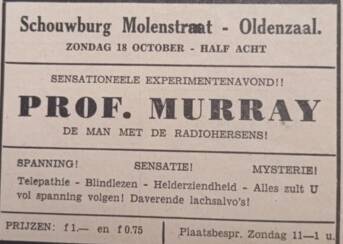 Schouwburg Molenstraat - Oldenzaal.
ZONDAG 18 OCTOBER - HALF ACHT
SENSATIONEELE EXPERIMENTENAVOND!!
PROF. MURRAY
DE MAN MET DE RADIOHERSENS!
SPANNING! SENSATIE! MYSTERIE!
Telepathie - Blindlezen - Helderziendheid - Alles zult U
vol spanning volgen! Daverende lachsalvo's!
PRIJZEN: f 1.— en f 0.75 Plaatsbespr. Zondag 11—1 u.